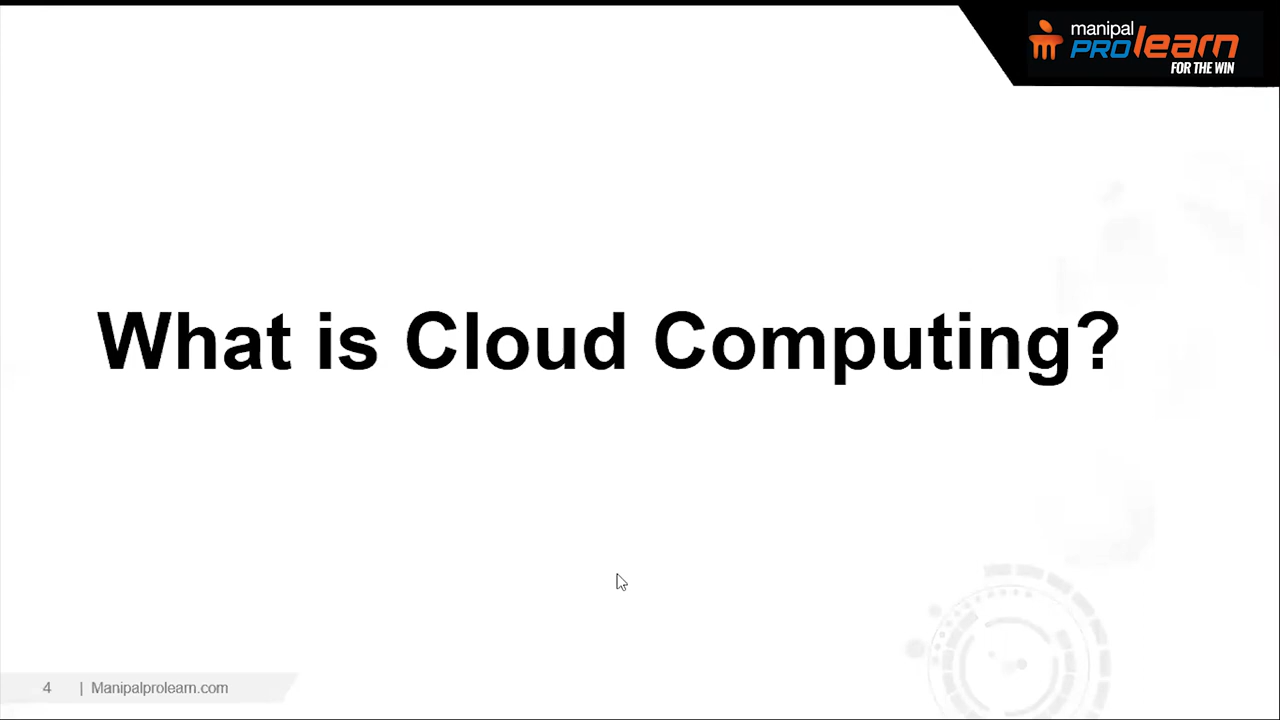 manipal
PROlearn
FOR THE WIN
What is Cloud Computing?
4 | Manipalprolearn.com